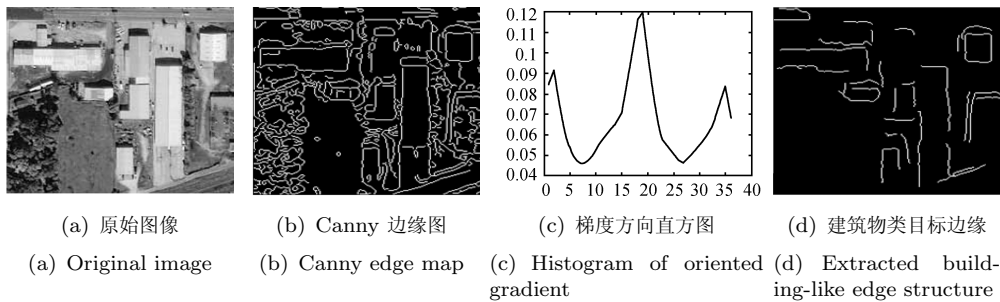 0.12
0.11
0.1
0.09
0.08
0.07
0.06
0.05
0.04
0 5 10 15 20 25 30 35 40
(a) 原始图像
(b) Canny 边缘图
(c) 梯度方向直方图
(d) 建筑物类目标边缘
(a) Original image
(b) Canny edge map
(c) Histogram of oriented
gradient
(d) Extracted build-
ing-like edge structure